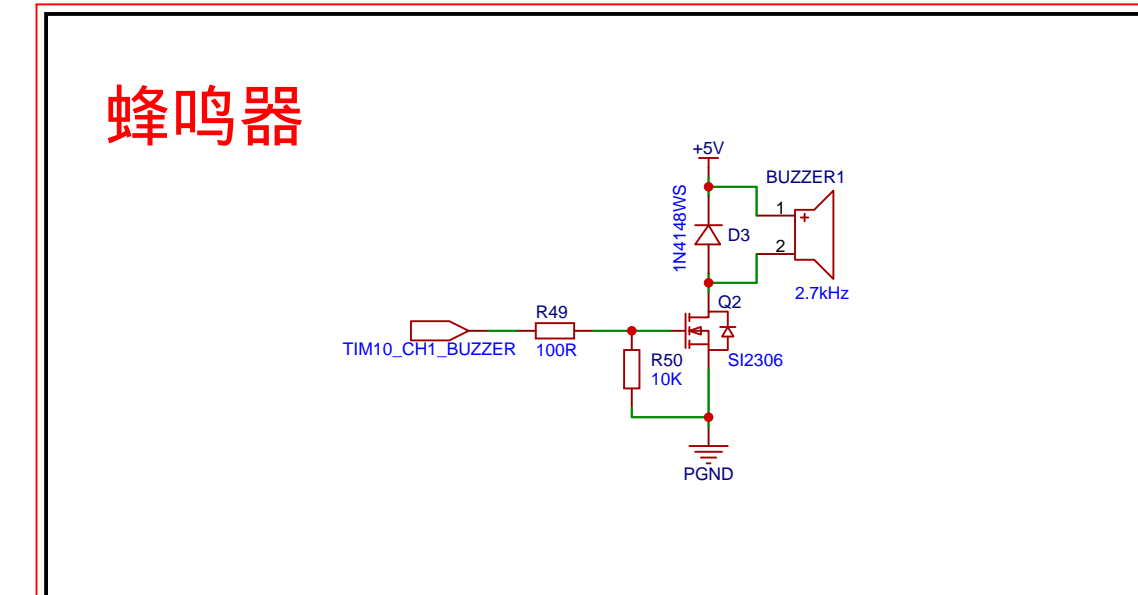 蜂鸣器
+5V
BUZZER1
1N4148WS
1
+
D3
2
2.7kHz
Q2
R49
TIM10_CH1_BUZZER
100R
R50
10K
SI2306
PGND